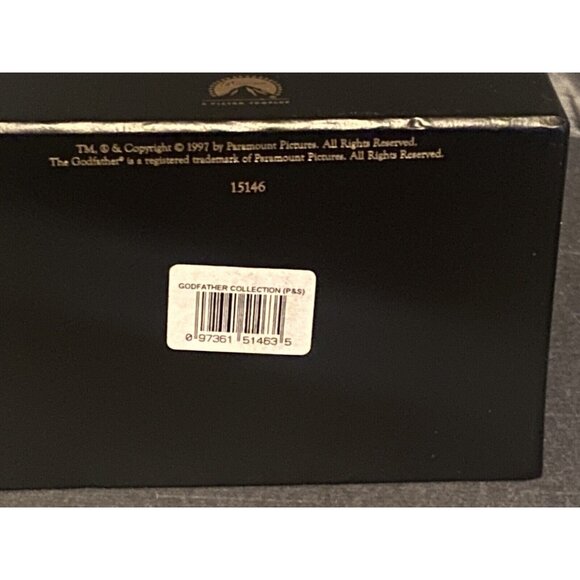 A VIACOM COMPANY
TM, ® & Copyright © 1997 by Paramount Pictures. All Rights Reserved.
The Godfather® is a registered trademark of Paramount Pictures. All Rights Reserved.
15146
GODFATHER COLLECTION (P&S)
0 97361 51463 5